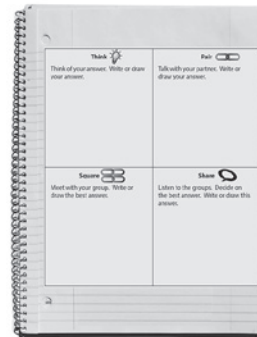 Think
Think of your answer. Write or draw
your answer.
Pair
Talk with your partner. Write or
draw your answer.
Square
Meet with your group. Write or
draw the best answer.
Share
Listen to the groups. Decide on
the best answer. Write or draw this
answer.